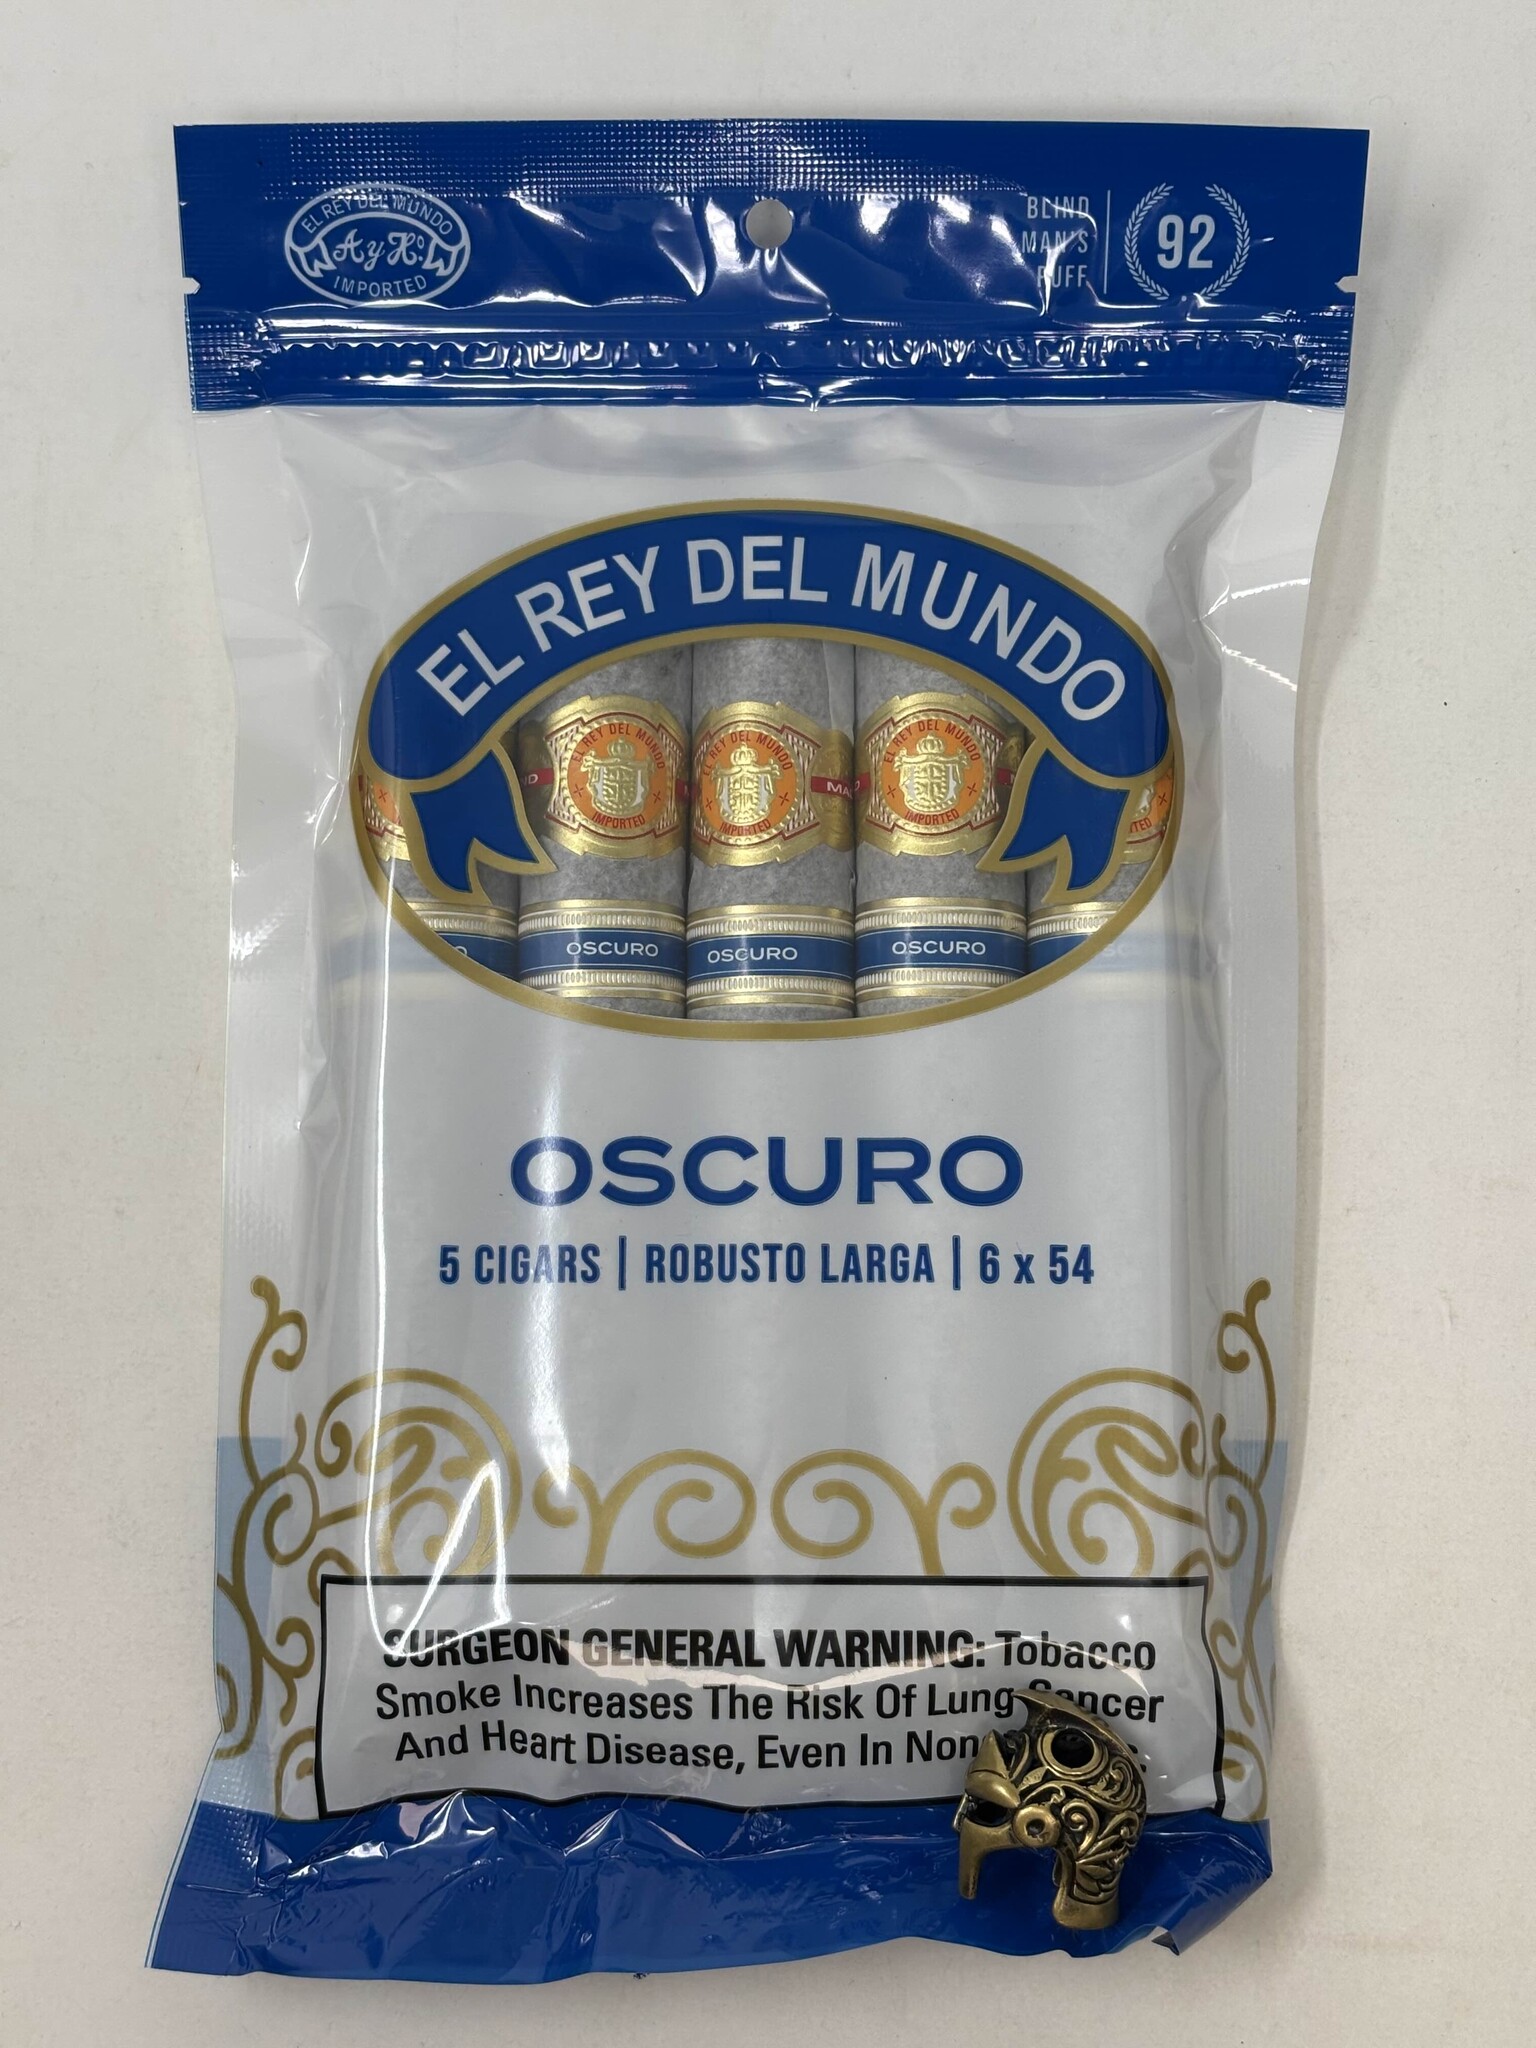 EL REY DEL MUNDO
A y Ho.
IMPORTED
BLIND
MAN'S
PUFF
92
EL REY DEL MUNDO
EL REY DEL MUNDO
IMPORTED
EL REY DEL MUNDO
IMPORTED
MA
EL REY DEL MUNDO
IMPORTED
OSCURO
OSCURO
OSCURO
OSCURO
5 CIGARS | ROBUSTO LARGA | 6 x 54
SURGEON GENERAL WARNING: Tobacco
Smoke Increases The Risk Of Lung Cancer
And Heart Disease, Even In Non